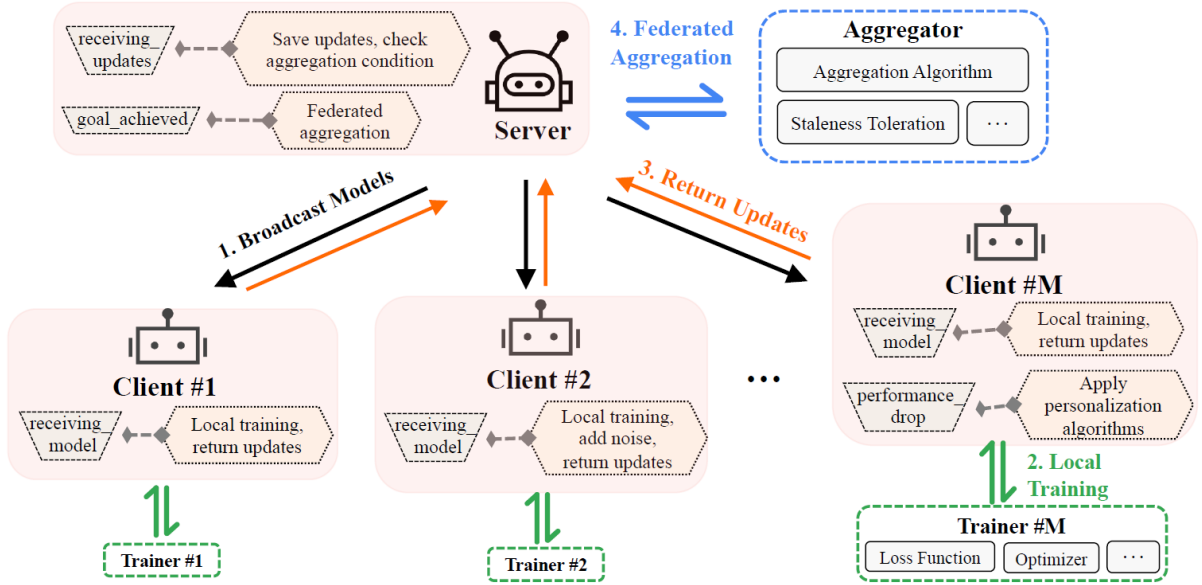 receiving_
updates
Save updates, check
aggregation condition
goal_achieved
Federated
aggregation
Server
4. Federated
Aggregation
Aggregator
Aggregation Algorithm
Staleness Toleration
...
1. Broadcast Models
3. Return Updates
Client #1
receiving_
model
Local training,
return updates
Trainer #1
Client #2
receiving_
model
Local training,
add noise,
return updates
Trainer #2
...
Client #M
receiving_
model
Local training,
return updates
performance_
drop
Apply
personalization
algorithms
2. Local
Training
Trainer #M
Loss Function
Optimizer
...